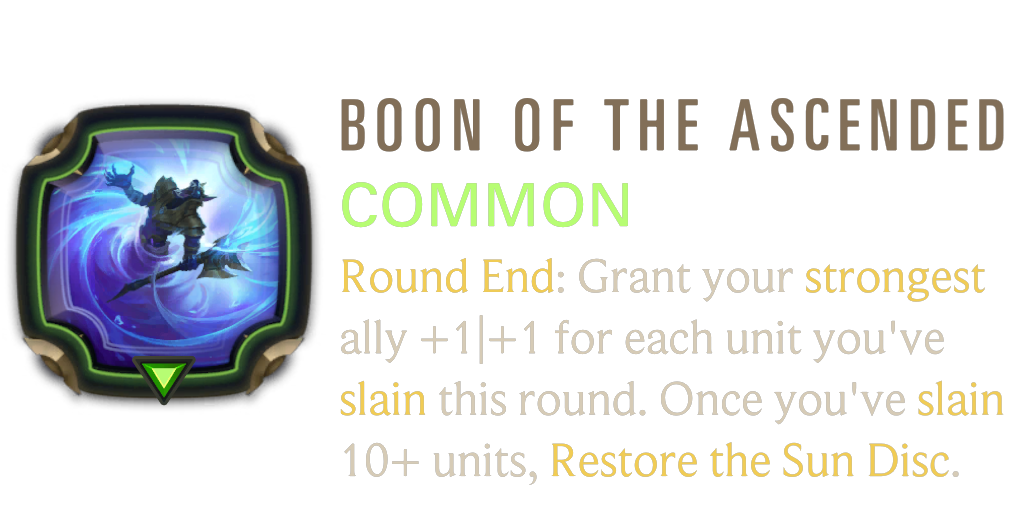 BOON OF THE ASCENDED
COMMON
Round End: Grant your strongest
ally +1|+1 for each unit you've
slain this round. Once you've slain
10+ units, Restore the Sun Disc.